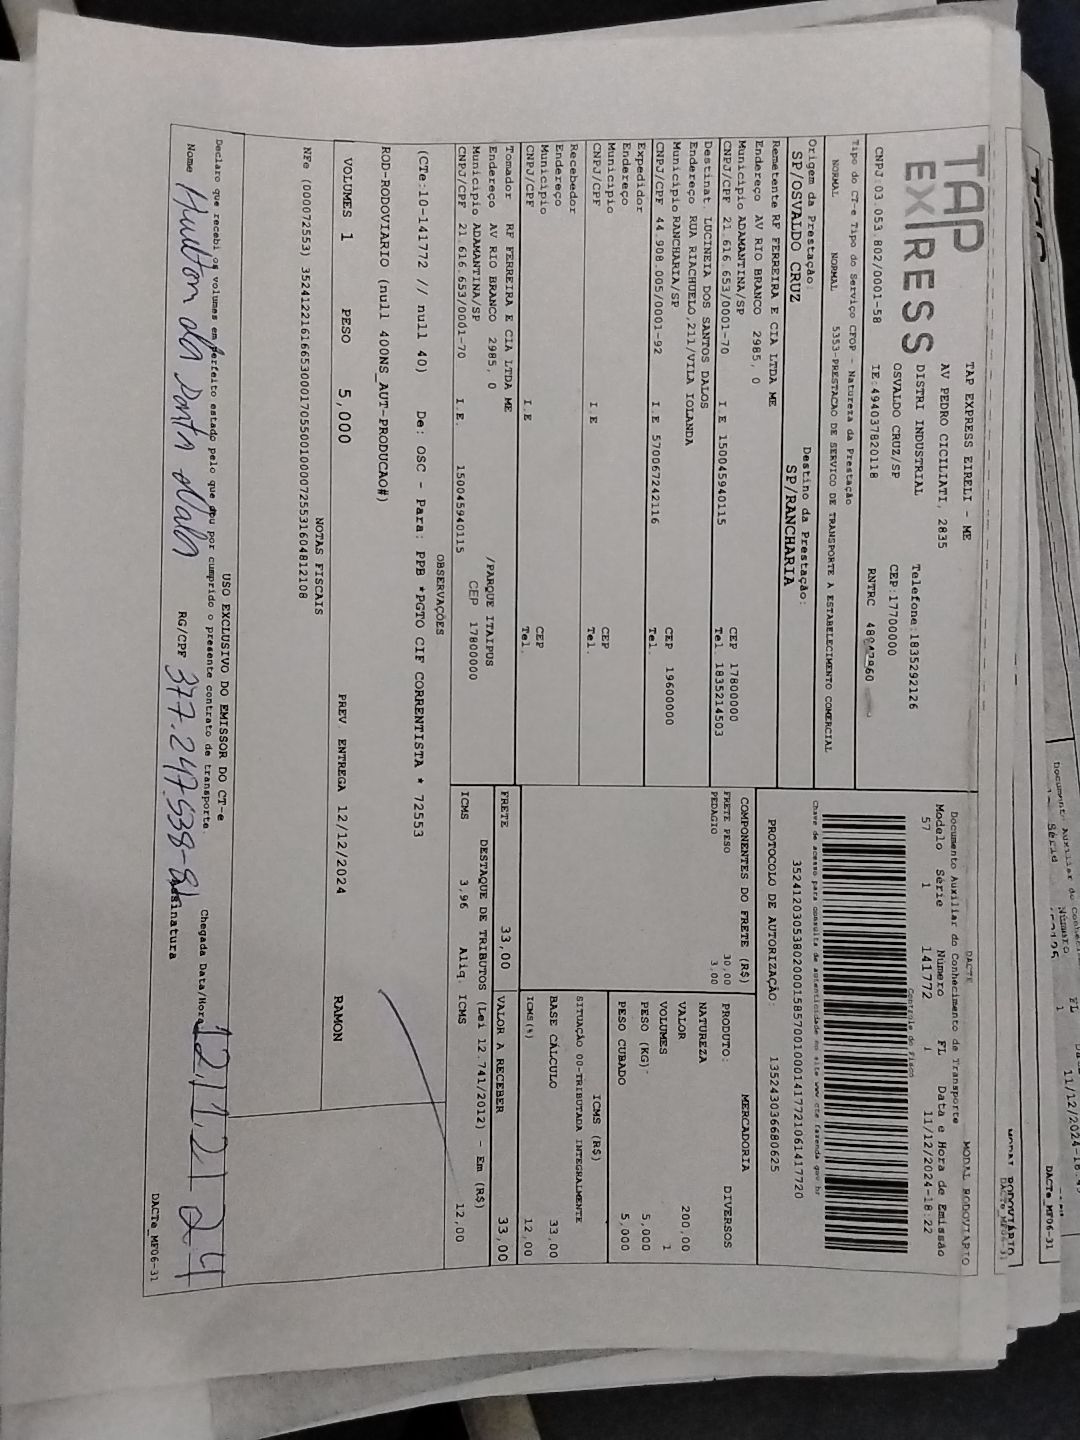 TAP
EXPRESS
TAP EXPRESS EIRELI - ME
AV PEDRO CICILIATI, 2835
DISTRI INDUSTRIAL
OSVALDO CRUZ/SP
Telefone:1835292126
CEP:17700000
CNPJ:03.053.802/0001-58 IE:494037820118 RNTRC
DACTE MODAL RODOVIÁRIO
Documento Auxiliar do Conhecimento de Transporte
Modelo Série Número FL Data e Hora de Emissão
57 1 141772 1 11/12/2024-18:22
Controle do Fisco
Chave de acesso para consulta de autenticidade no site www.cte.fazenda.gov.br
35241203053802000158570010001417721061417720
PROTOCOLO DE AUTORIZAÇÃO: 135243036680625
Tipo do CT-e Tipo do Serviço CFOP - Natureza da Prestação
NORMAL NORMAL 5353-PRESTACAO DE SERVICO DE TRANSPORTE A ESTABELECIMENTO COMERCIAL
Origem da Prestação: Destino da Prestação:
SP/OSVALDO CRUZ SP/RANCHARIA
Remetente RF FERREIRA E CIA LTDA ME
Endereço AV RIO BRANCO 2985, 0
Município ADAMANTINA/SP CEP 17800000
CNPJ/CPF 21.616.653/0001-70 I.E 150045940115 Tel. 1835214503
Destinat LUCINEIA DOS SANTOS DALOS
Endereço RUA RIACHUELO,211/VILA IOLANDA
Município RANCHARIA/SP CEP 19600000
CNPJ/CPF 44.908.005/0001-92 I.E 570067242116 Tel.
Expedidor
Endereço
Município CEP
CNPJ/CPF I.E Tel.
Recebedor
Endereço
Município CEP
CNPJ/CPF I.E Tel.
Tomador RF FERREIRA E CIA LTDA ME
Endereço AV RIO BRANCO 2985, 0 /PARQUE ITAIPUS
Município ADAMANTINA/SP CEP 17800000
CNPJ/CPF 21.616.653/0001-70 I.E. 150045940115
COMPONENTES DO FRETE (R$)
FRETE PESO 30,00
PEDAGIO 3,00
MERCADORIA
PRODUTO: DIVERSOS
NATUREZA
VALOR 200,00
VOLUMES 1
PESO (KG) 5,000
PESO CUBADO 5,000
ICMS (R$)
SITUAÇÃO 00-TRIBUTADA INTEGRALMENTE
BASE CÁLCULO 33,00
ICMS(%) 12,00
FRETE 33,00 VALOR A RECEBER 33,00
DESTAQUE DE TRIBUTOS (Lei 12.741/2012) - Em (R$)
ICMS 3,96 Aliq. ICMS 12,00
OBSERVAÇÕES
(CTe:10-141772 // null 40) De: OSC - Para: PPB *PGTO CIF CORRENTISTA * 72553
ROD-RODOVIARIO (null 400NS_AUT-PRODUCAO#)
VOLUMES 1 PESO 5,000 PREV ENTREGA 12/12/2024 RAMON
NOTAS FISCAIS
NFe (000072553) 35241221616653000170550010000725531604812108
USO EXCLUSIVO DO EMISSOR DO CT-e
Declaro que recebi os volumes em perfeito estado pelo que dou por cumprido o presente contrato de transporte.
Nome RG/CPF Assinatura Chegada Data/Hora 12/12/24
DACTe_MF06-31